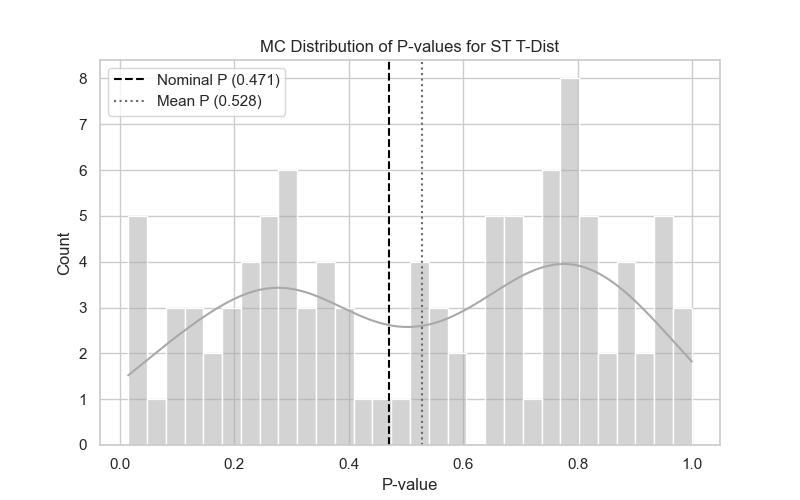 MC Distribution of P-values for ST T-Dist
Nominal P (0.471)
Mean P (0.528)
Count
8
7
6
5
4
3
2
1
0
0.0 0.2 0.4 0.6 0.8 1.0
P-value